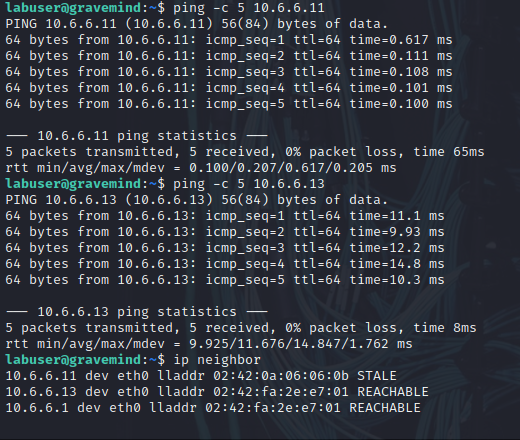 labuser@gravemind:~$ ping -c 5 10.6.6.11
PING 10.6.6.11 (10.6.6.11) 56(84) bytes of data.
64 bytes from 10.6.6.11: icmp_seq=1 ttl=64 time=0.617 ms
64 bytes from 10.6.6.11: icmp_seq=2 ttl=64 time=0.111 ms
64 bytes from 10.6.6.11: icmp_seq=3 ttl=64 time=0.108 ms
64 bytes from 10.6.6.11: icmp_seq=4 ttl=64 time=0.101 ms
64 bytes from 10.6.6.11: icmp_seq=5 ttl=64 time=0.100 ms

--- 10.6.6.11 ping statistics ---
5 packets transmitted, 5 received, 0% packet loss, time 65ms
rtt min/avg/max/mdev = 0.100/0.207/0.617/0.205 ms
labuser@gravemind:~$ ping -c 5 10.6.6.13
PING 10.6.6.13 (10.6.6.13) 56(84) bytes of data.
64 bytes from 10.6.6.13: icmp_seq=1 ttl=64 time=11.1 ms
64 bytes from 10.6.6.13: icmp_seq=2 ttl=64 time=9.93 ms
64 bytes from 10.6.6.13: icmp_seq=3 ttl=64 time=12.2 ms
64 bytes from 10.6.6.13: icmp_seq=4 ttl=64 time=14.8 ms
64 bytes from 10.6.6.13: icmp_seq=5 ttl=64 time=10.3 ms

--- 10.6.6.13 ping statistics ---
5 packets transmitted, 5 received, 0% packet loss, time 8ms
rtt min/avg/max/mdev = 9.925/11.676/14.847/1.762 ms
labuser@gravemind:~$ ip neighbor
10.6.6.11 dev eth0 lladdr 02:42:0a:06:06:0b STALE
10.6.6.13 dev eth0 lladdr 02:42:fa:2e:e7:01 REACHABLE
10.6.6.1 dev eth0 lladdr 02:42:fa:2e:e7:01 REACHABLE